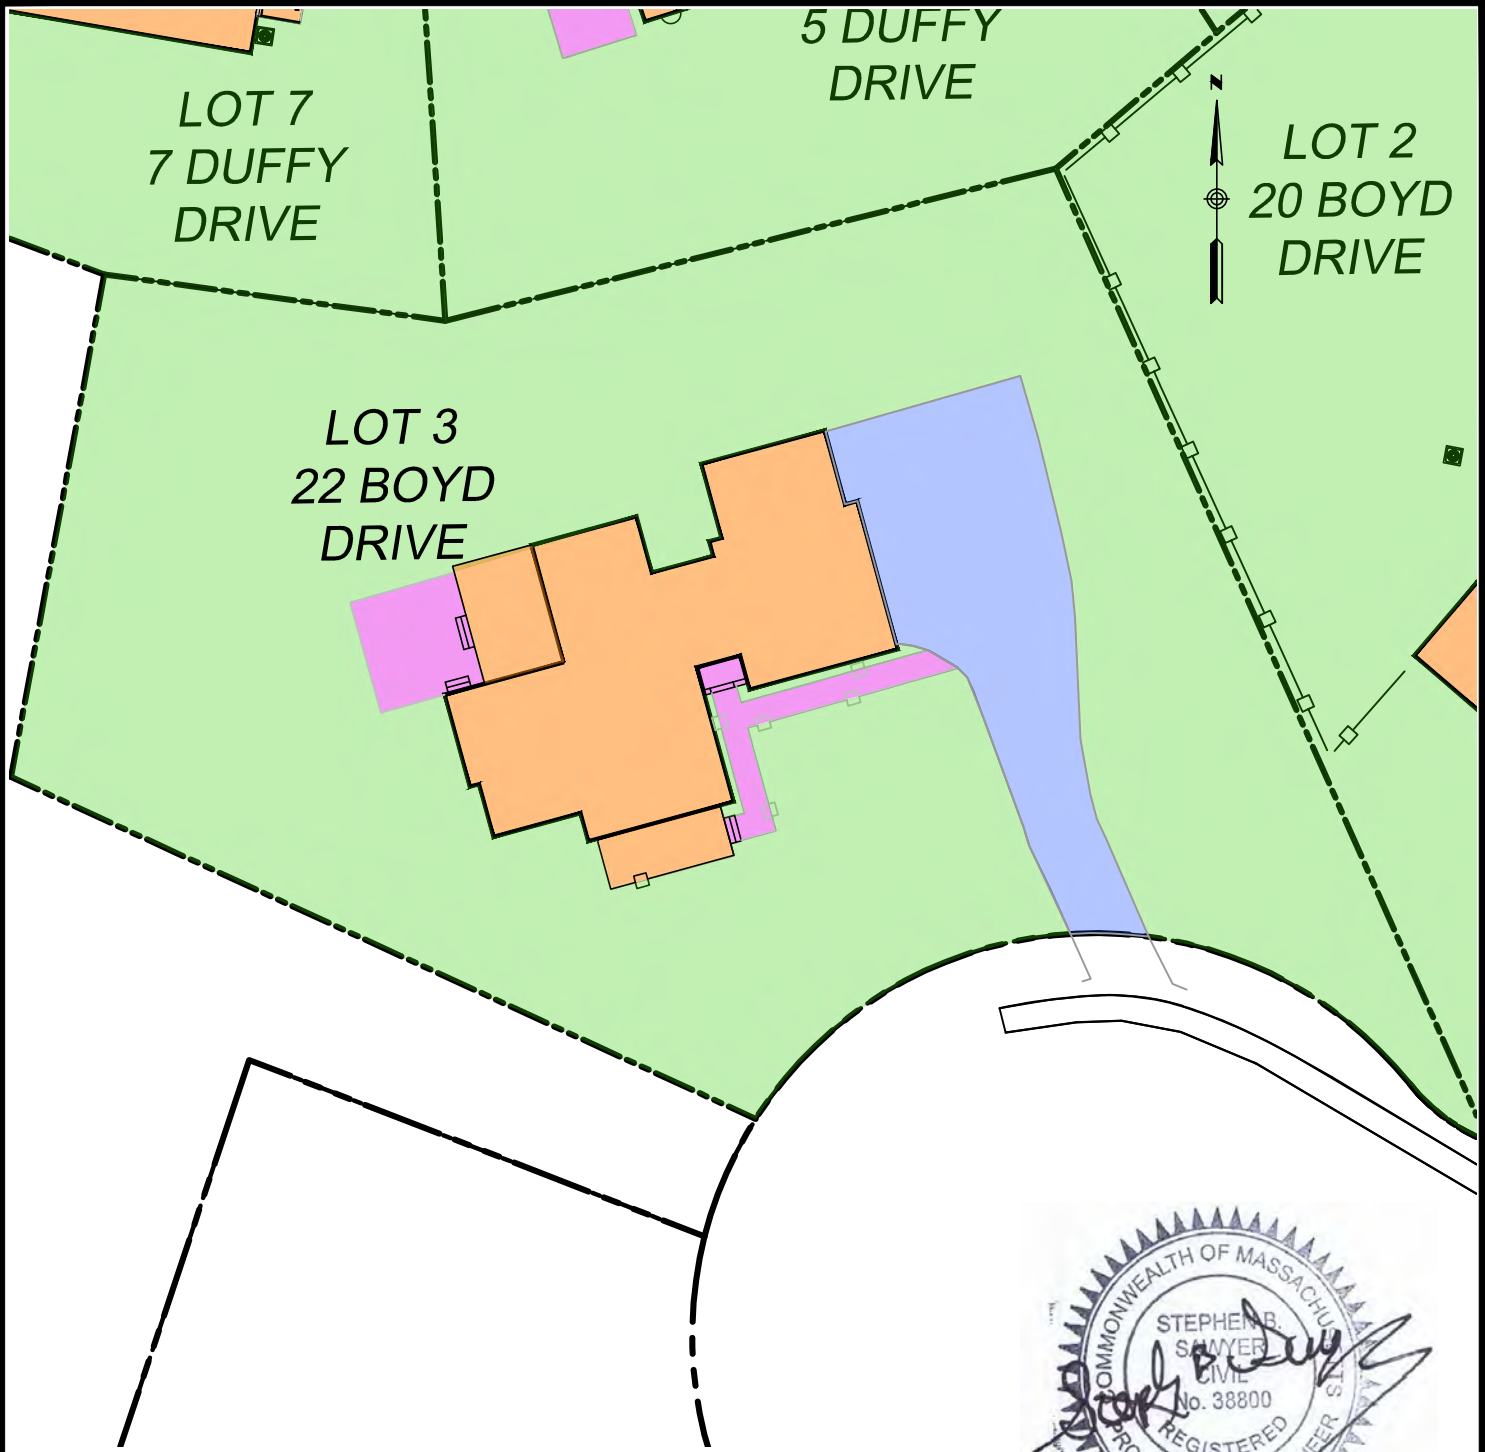 5 DUFFY
DRIVE
LOT 7
7 DUFFY
DRIVE
N
LOT 2
20 BOYD
DRIVE
LOT 3
22 BOYD
DRIVE
COMMONWEALTH OF MASSACHUSETTS
STEPHEN B.
SAWYER
CIVIL
No. 38800
REGISTERED